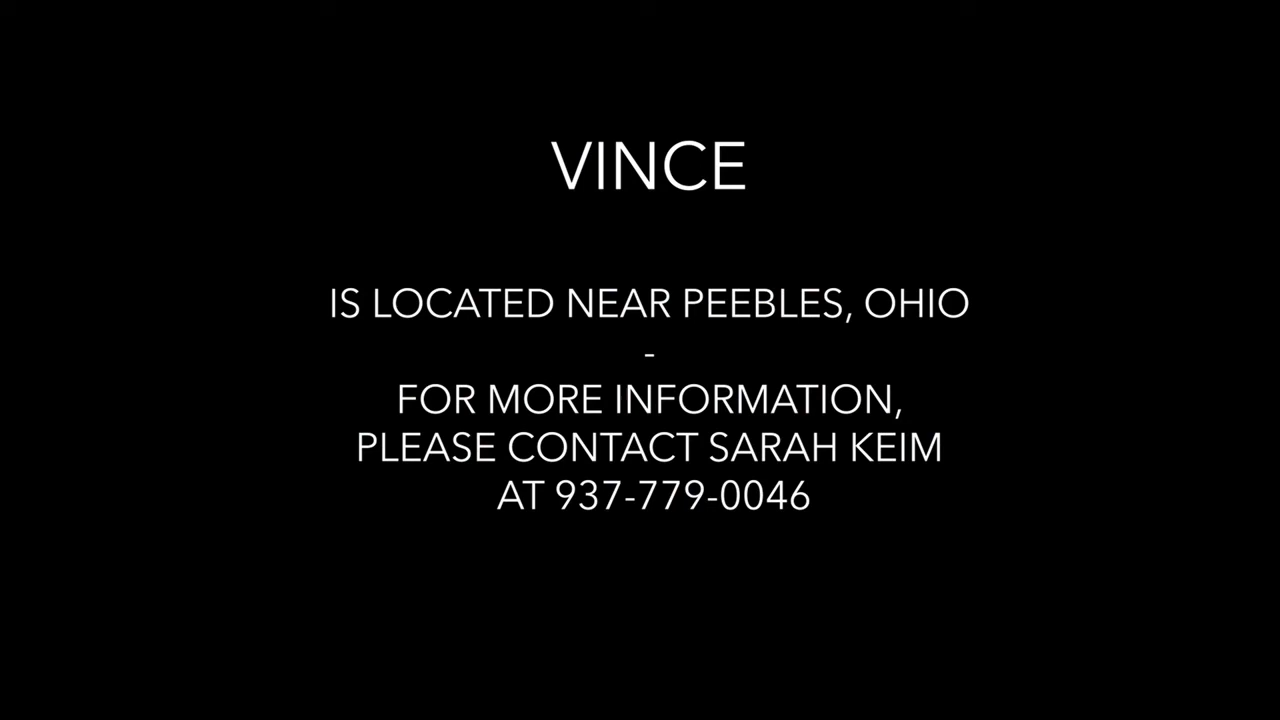 VINCE
IS LOCATED NEAR PEEBLES, OHIO
-
FOR MORE INFORMATION,
PLEASE CONTACT SARAH KEIM
AT 937-779-0046